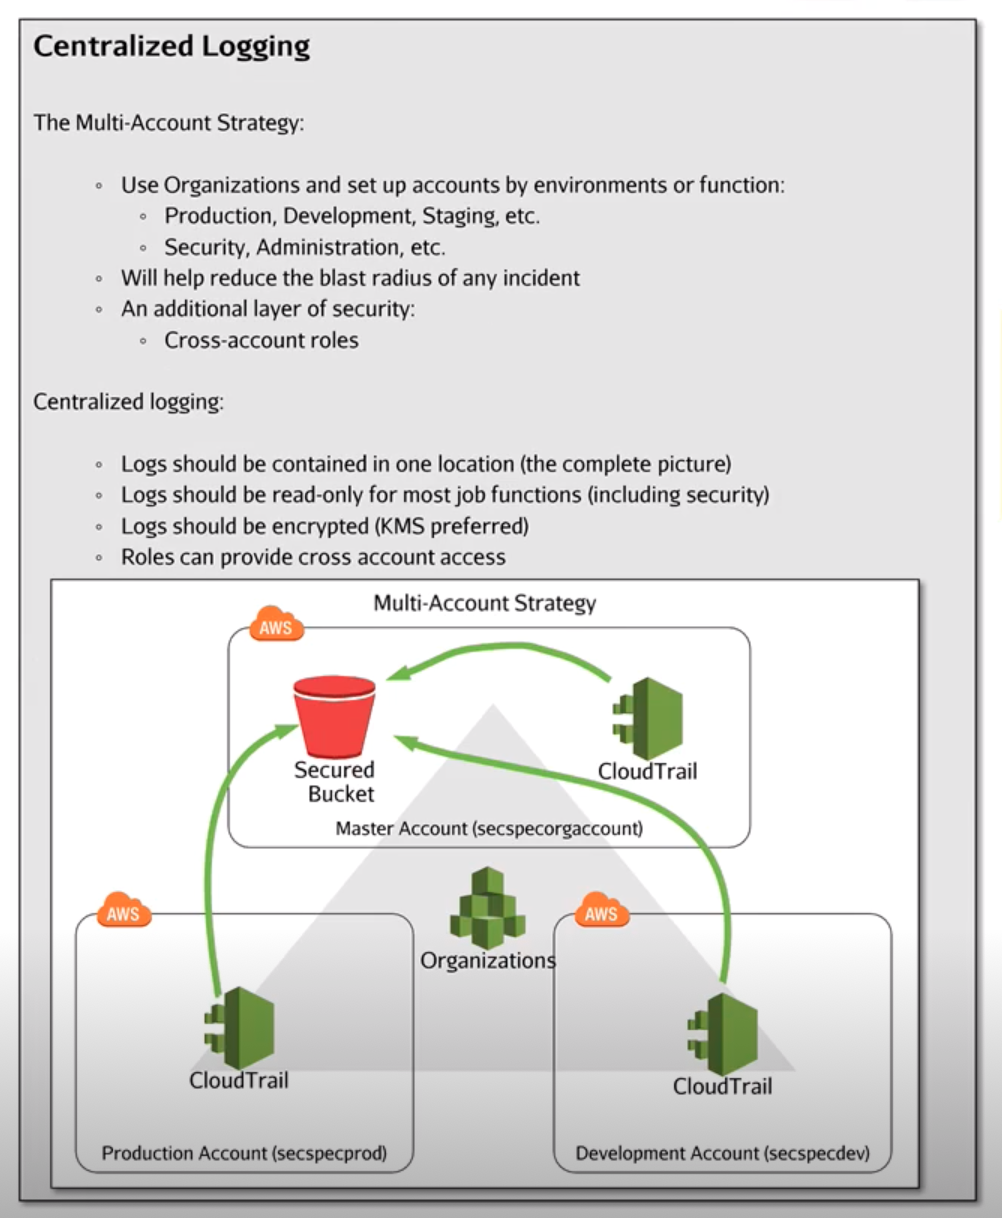 Centralized Logging
The Multi-Account Strategy:
◦ Use Organizations and set up accounts by environments or function:
◦ Production, Development, Staging, etc.
◦ Security, Administration, etc.
◦ Will help reduce the blast radius of any incident
◦ An additional layer of security:
◦ Cross-account roles
Centralized logging:
◦ Logs should be contained in one location (the complete picture)
◦ Logs should be read-only for most job functions (including security)
◦ Logs should be encrypted (KMS preferred)
◦ Roles can provide cross account access
Multi-Account Strategy
AWS
Secured
Bucket
CloudTrail
Master Account (secspecorgaccount)
AWS
AWS
Organizations
CloudTrail
CloudTrail
Production Account (secspecprod)
Development Account (secspecdev)